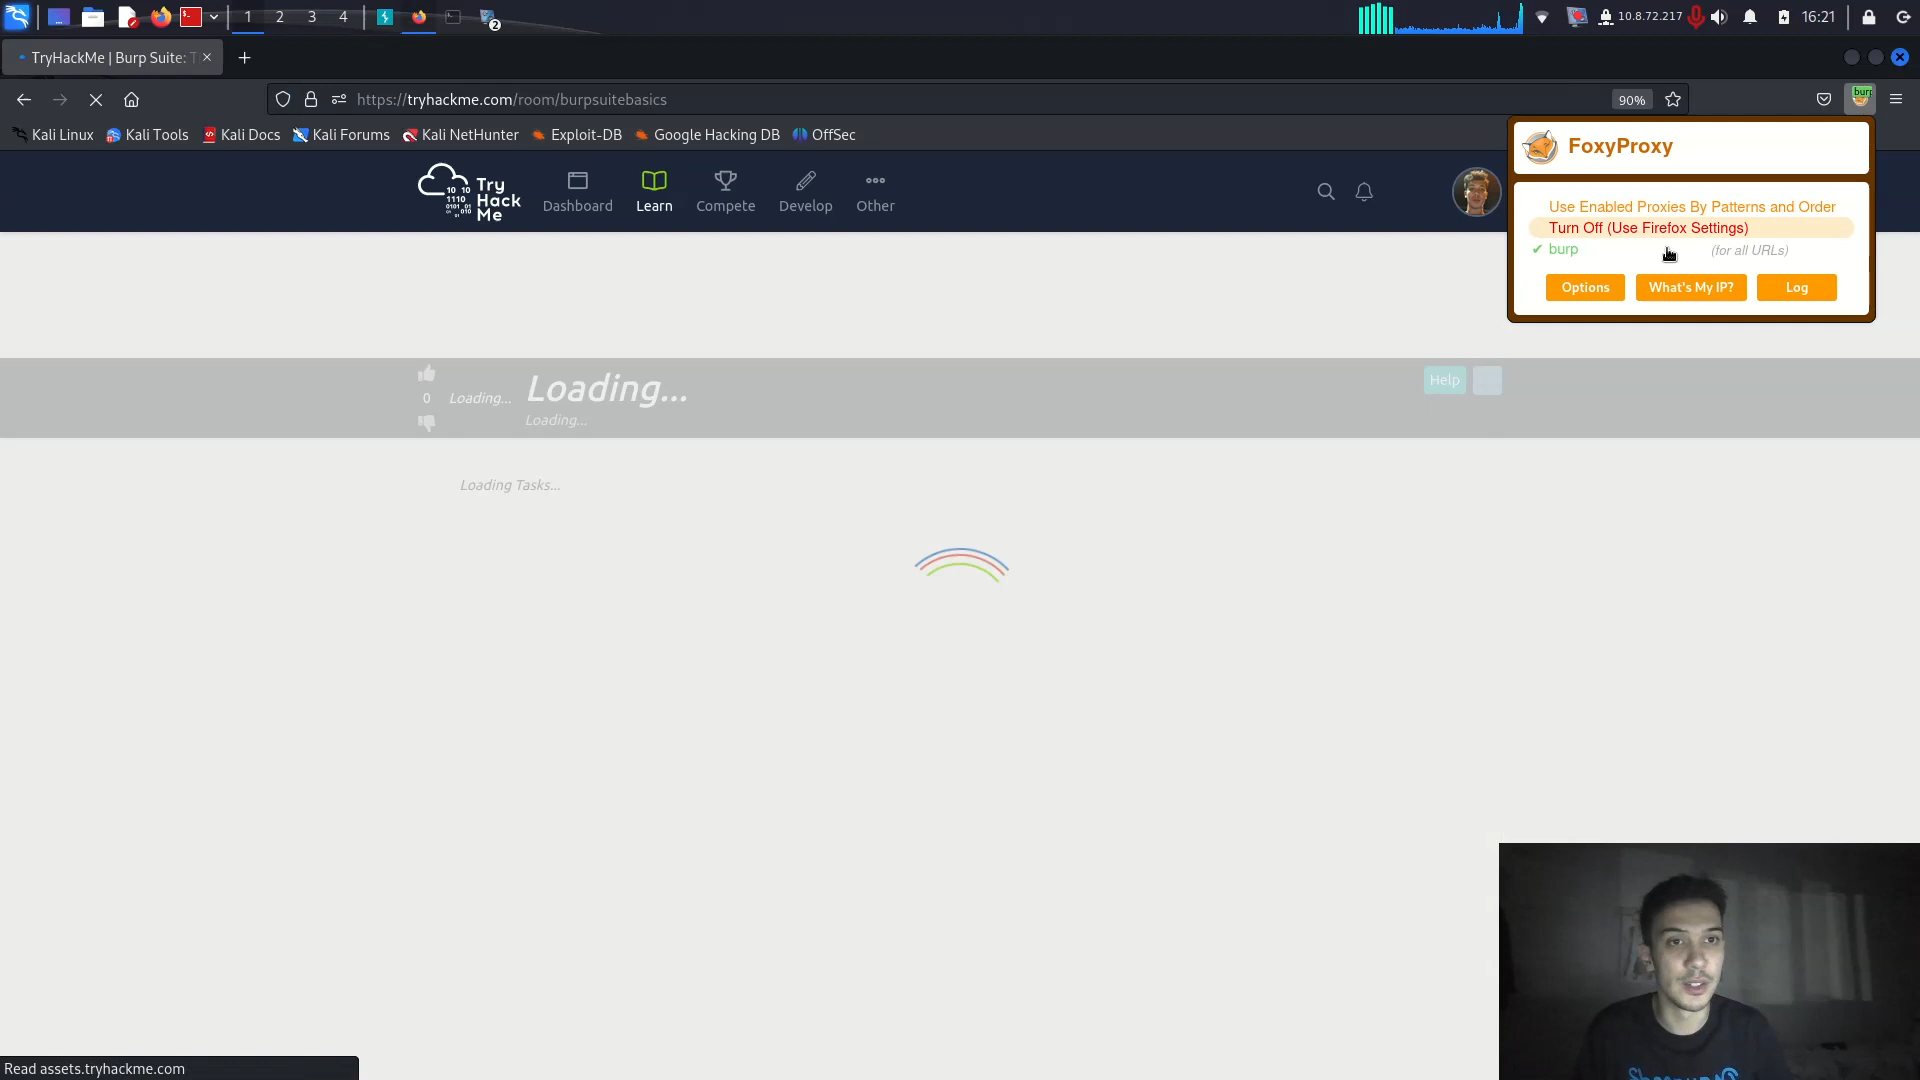 1 2 3 4
2
10.8.72.217
16:21
TryHackMe | Burp Suite: T
https://tryhackme.com/room/burpsuitebasics
90%
burp
Kali Linux
Kali Tools
Kali Docs
Kali Forums
Kali NetHunter
Exploit-DB
Google Hacking DB
OffSec
FoxyProxy
Use Enabled Proxies By Patterns and Order
Turn Off (Use Firefox Settings)
✔ burp (for all URLs)
Options
What's My IP?
Log
Try
Hack
Me
Dashboard
Learn
Compete
Develop
Other
0
Loading...
Loading...
Loading...
Help
Loading Tasks...
Read assets.tryhackme.com